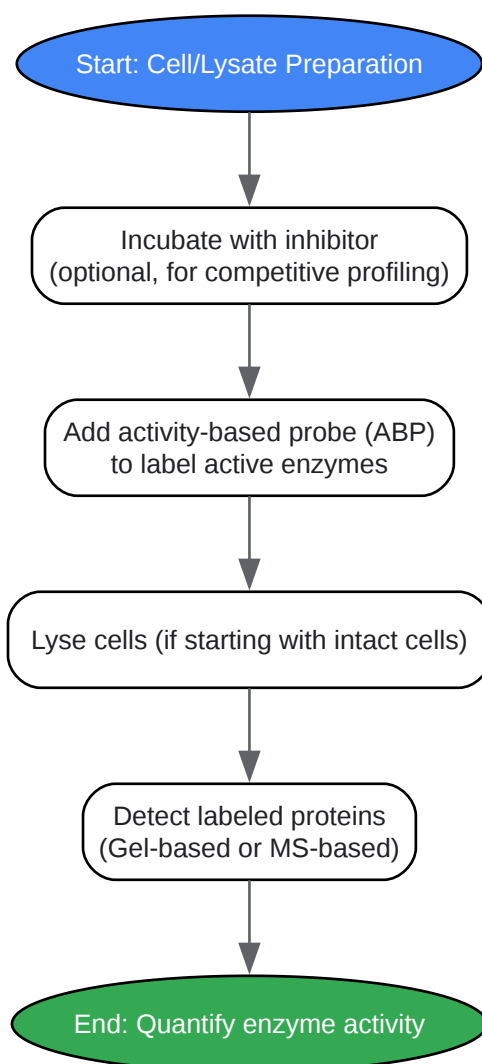 Start: Cell/Lysate Preparation
Incubate with inhibitor
(optional, for competitive profiling)
Add activity-based probe (ABP)
to label active enzymes
Lyse cells (if starting with intact cells)
Detect labeled proteins
(Gel-based or MS-based)
End: Quantify enzyme activity